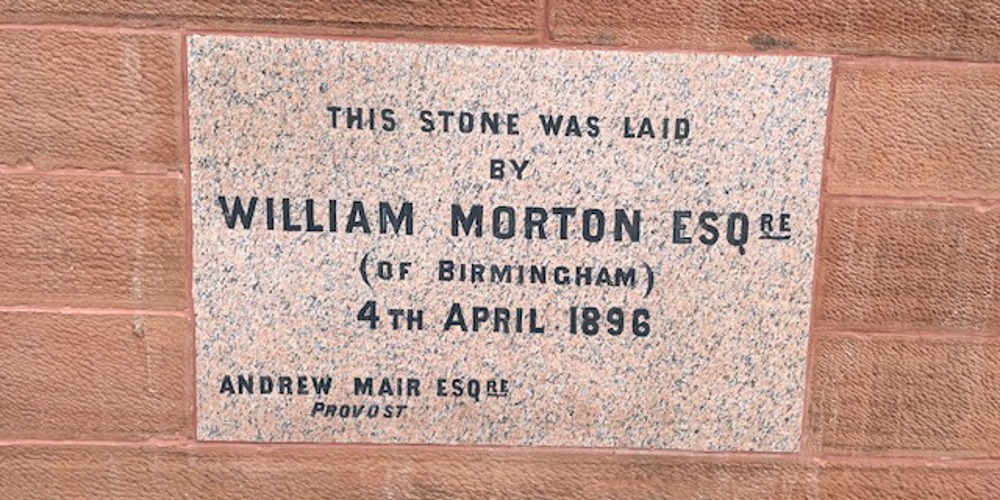 THIS STONE WAS LAID
BY
WILLIAM MORTON ESQRE
(OF BIRMINGHAM)
4TH APRIL 1896
ANDREW MAIR ESQRE
PROVOST